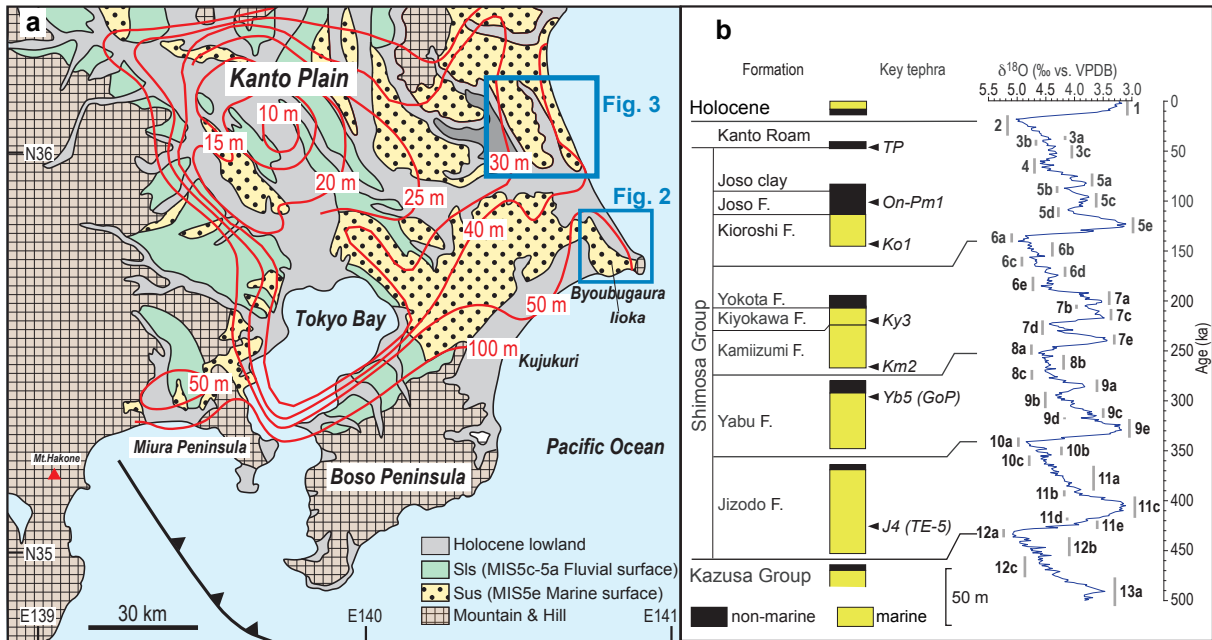 a
Kanto Plain
10 m
15 m
20 m
25 m
30 m
40 m
50 m
100 m
50 m
Fig. 3
Fig. 2
N36
N35
Byoubugaura
Iioka
Tokyo Bay
Kujukuri
Miura Peninsula
Mt.Hakone
Boso Peninsula
Pacific Ocean
Holocene lowland
Sls (MIS5c-5a Fluvial surface)
Sus (MIS5e Marine surface)
Mountain & Hill
30 km
E139
E140
E141
b
Formation
Key tephra
δ18O (‰ vs. VPDB)
5.5 5.0 4.5 4.0 3.5 3.0
Holocene
Kanto Roam
TP
Joso clay
Joso F.
On-Pm1
Kioroshi F.
Ko1
Yokota F.
Kiyokawa F.
Ky3
Kamiizumi F.
Km2
Yabu F.
Yb5 (GoP)
Jizodo F.
J4 (TE-5)
Shimosa Group
Kazusa Group
non-marine
marine
50 m
1
2
3a
3b
3c
4
5a
5b
5c
5d
5e
6a
6b
6c
6d
6e
7a
7b
7c
7d
7e
8a
8b
8c
9a
9b
9c
9d
9e
10a
10b
10c
11a
11b
11c
11d
11e
12a
12b
12c
13a
0
50
100
150
200
250
300
350
400
450
500
Age (ka)